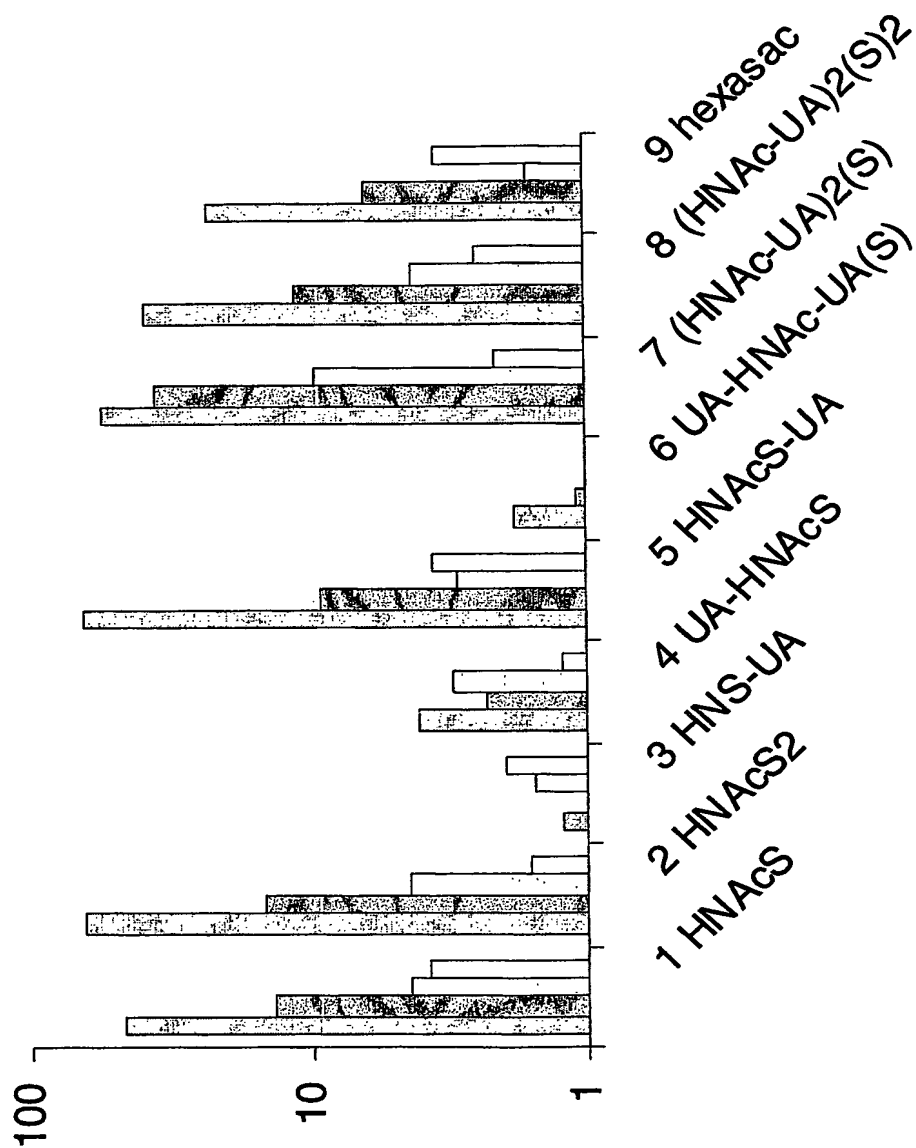 100
10
1
1 HNAcS
2 HNAcS2
3 HNS-UA
4 UA-HNAcS
5 HNAcS-UA
6 UA-HNAc-UA(S)
7 (HNAc-UA)2(S)
8 (HNAc-UA)2(S)2
9 hexasac